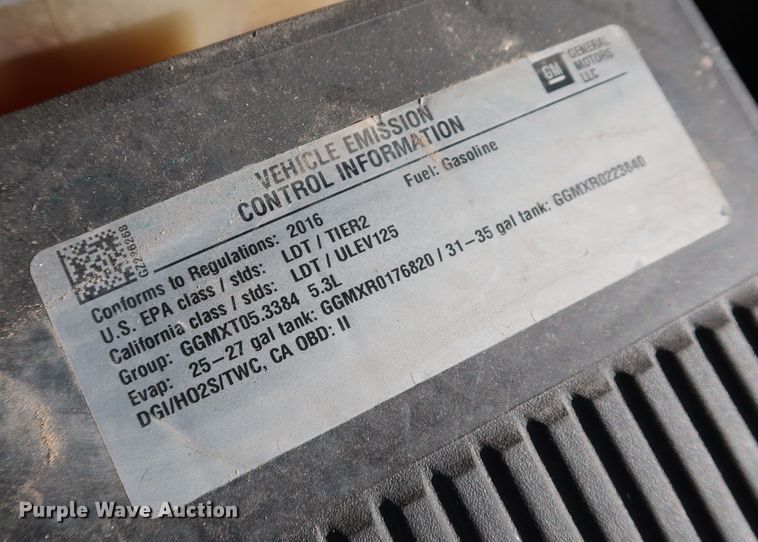 GM
GENERAL
MOTORS
LLC
VEHICLE EMISSION
CONTROL INFORMATION
Conforms to Regulations: 2016 Fuel: Gasoline
U.S. EPA class / stds: LDT / TIER2
California class / stds: LDT / ULEV125
Group: GGMXT05.3384 5.3L
Evap: 25–27 gal tank: GGMXR0176820 / 31–35 gal tank: GGMXR0223840
DGI/HO2S/TWC, CA OBD: II
Purple Wave Auction